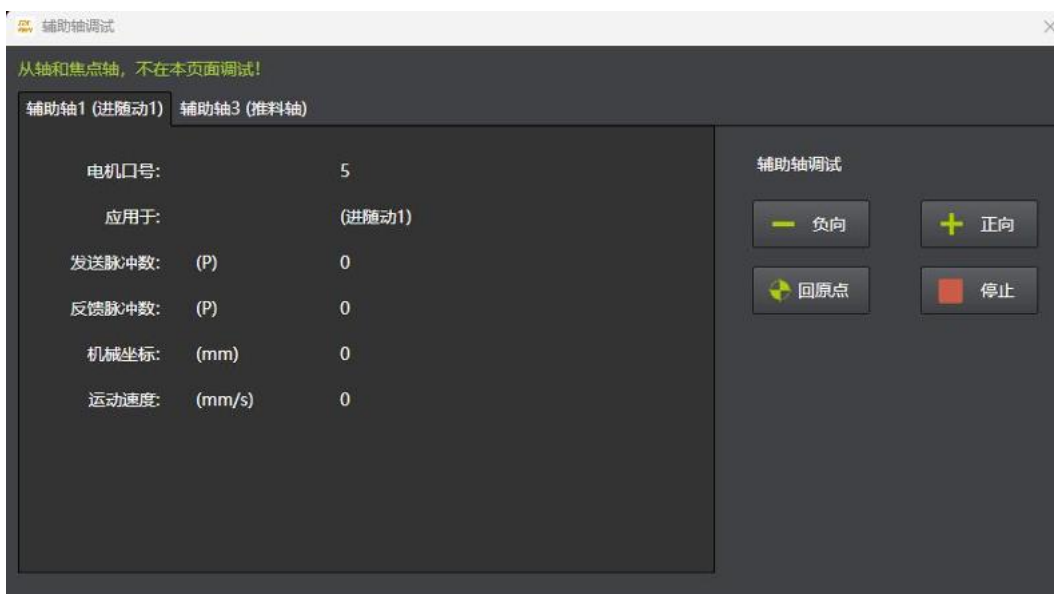 辅助轴调试
从轴和焦点轴，不在本页面调试！
辅助轴1 (进随动1) 辅助轴3 (推料轴)
电机口号: 5
应用于: (进随动1)
发送脉冲数: (P) 0
反馈脉冲数: (P) 0
机械坐标: (mm) 0
运动速度: (mm/s) 0
辅助轴调试
负向 正向
回原点 停止